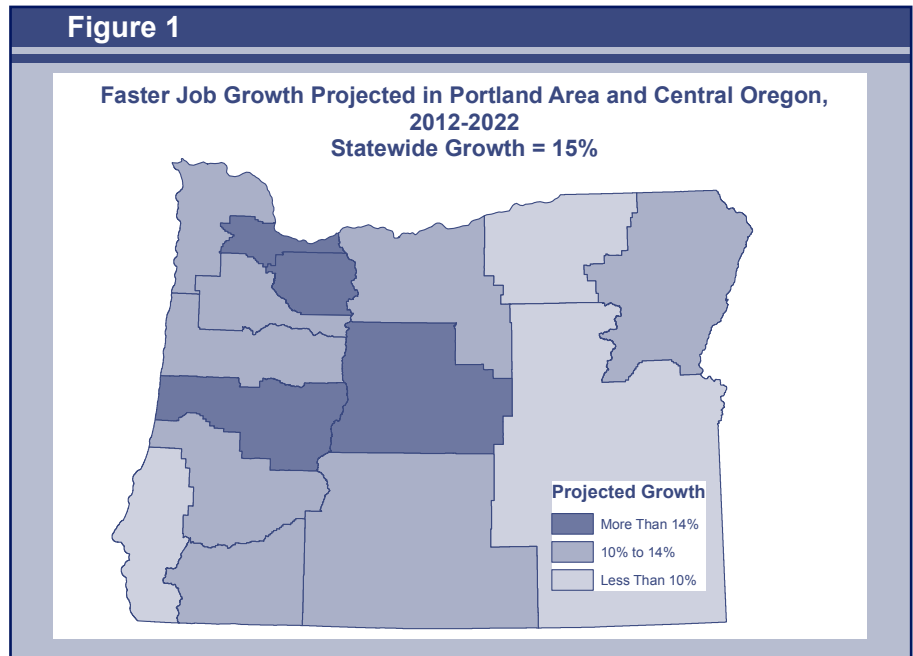 Figure 1
Faster Job Growth Projected in Portland Area and Central Oregon,
2012-2022
Statewide Growth = 15%
Projected Growth
More Than 14%
10% to 14%
Less Than 10%